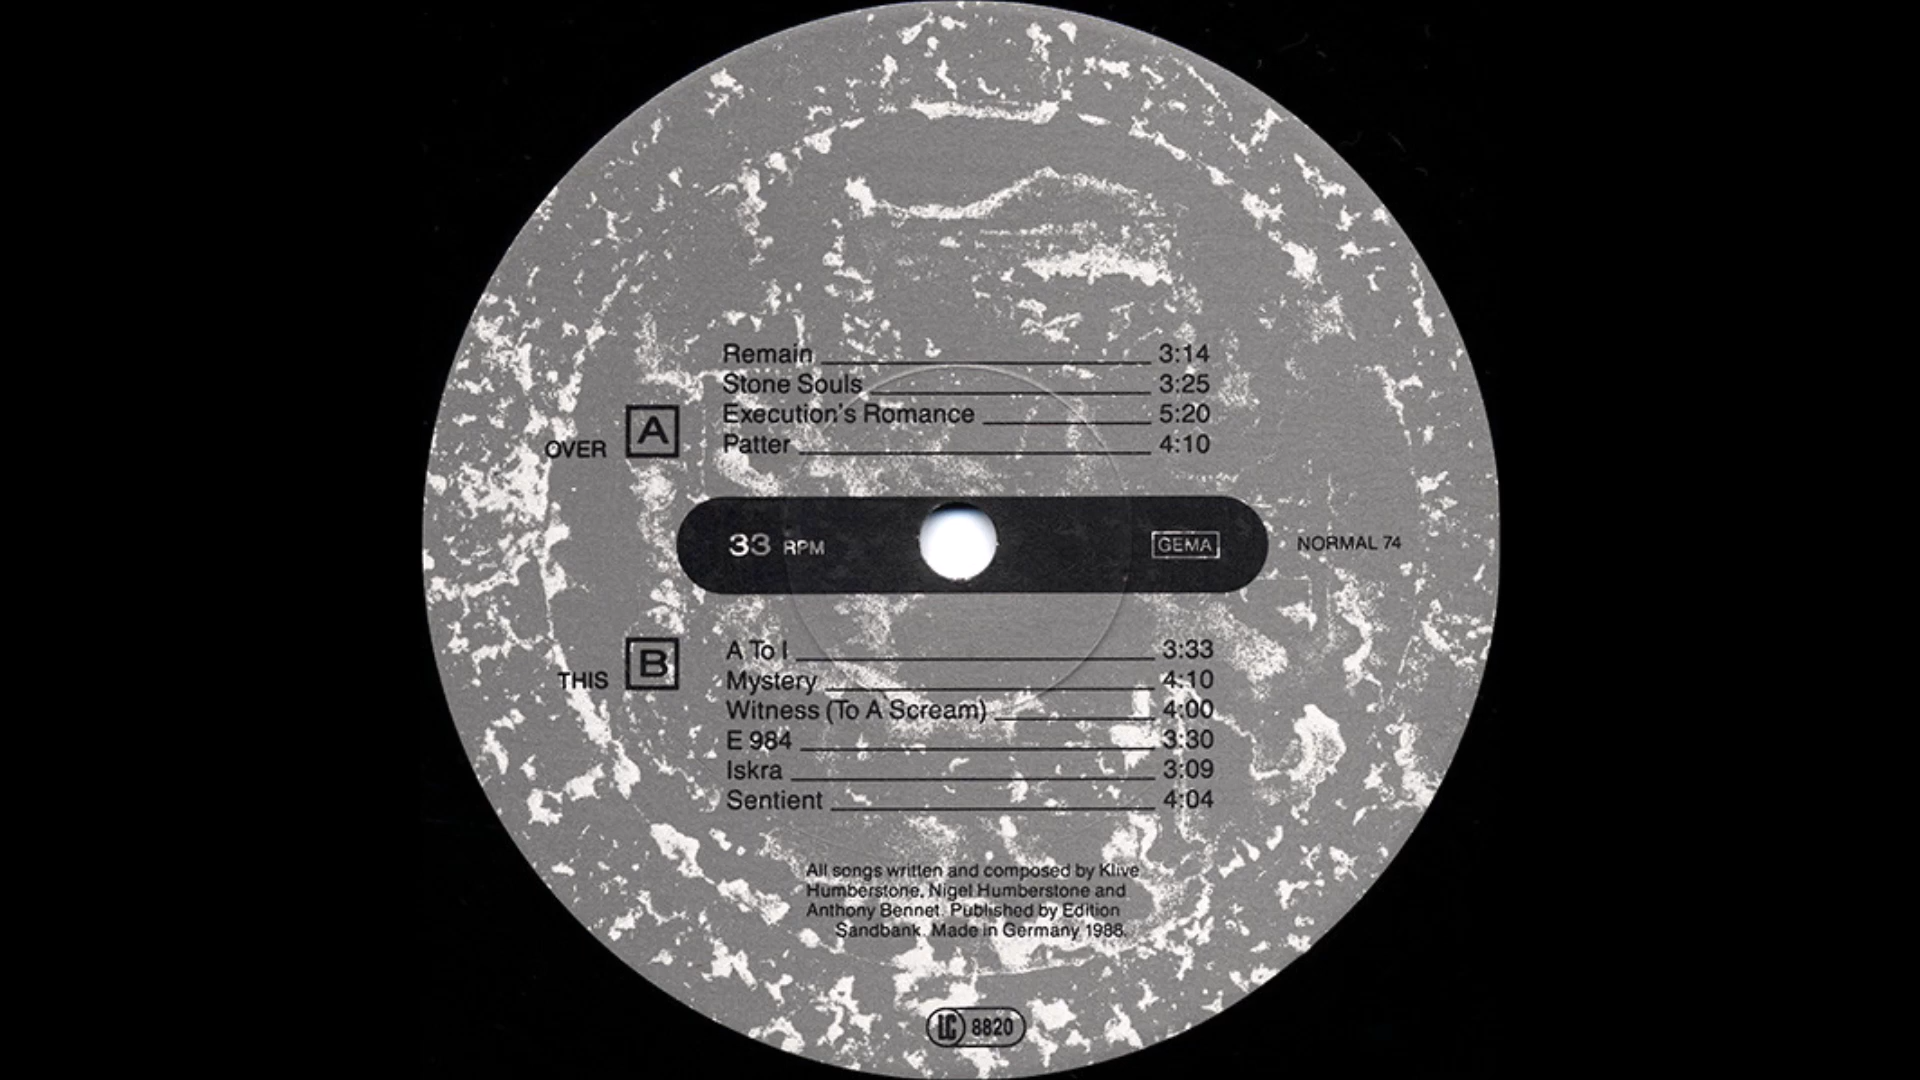 Remain 3:14
Stone Souls 3:25
Execution's Romance 5:20
Patter 4:10
OVER A
33 RPM GEMA NORMAL 74
THIS B
A To I 3:33
Mystery 4:10
Witness (To A Scream) 4:00
E 984 3:30
Iskra 3:09
Sentient 4:04
All songs written and composed by Klive
Humberstone, Nigel Humberstone and
Anthony Bennet. Published by Edition
Sandbank. Made in Germany 1988.
LC 8820